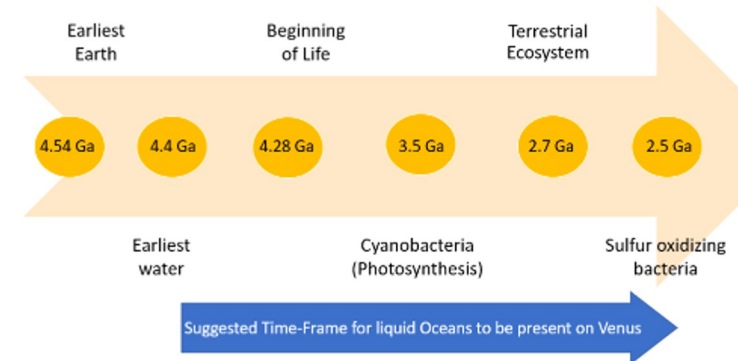 Earliest
Earth
Beginning
of Life
Terrestrial
Ecosystem
4.54 Ga
4.4 Ga
4.28 Ga
3.5 Ga
2.7 Ga
2.5 Ga
Earliest
water
Cyanobacteria
(Photosynthesis)
Sulfur oxidizing
bacteria
Suggested Time-Frame for liquid Oceans to be present on Venus